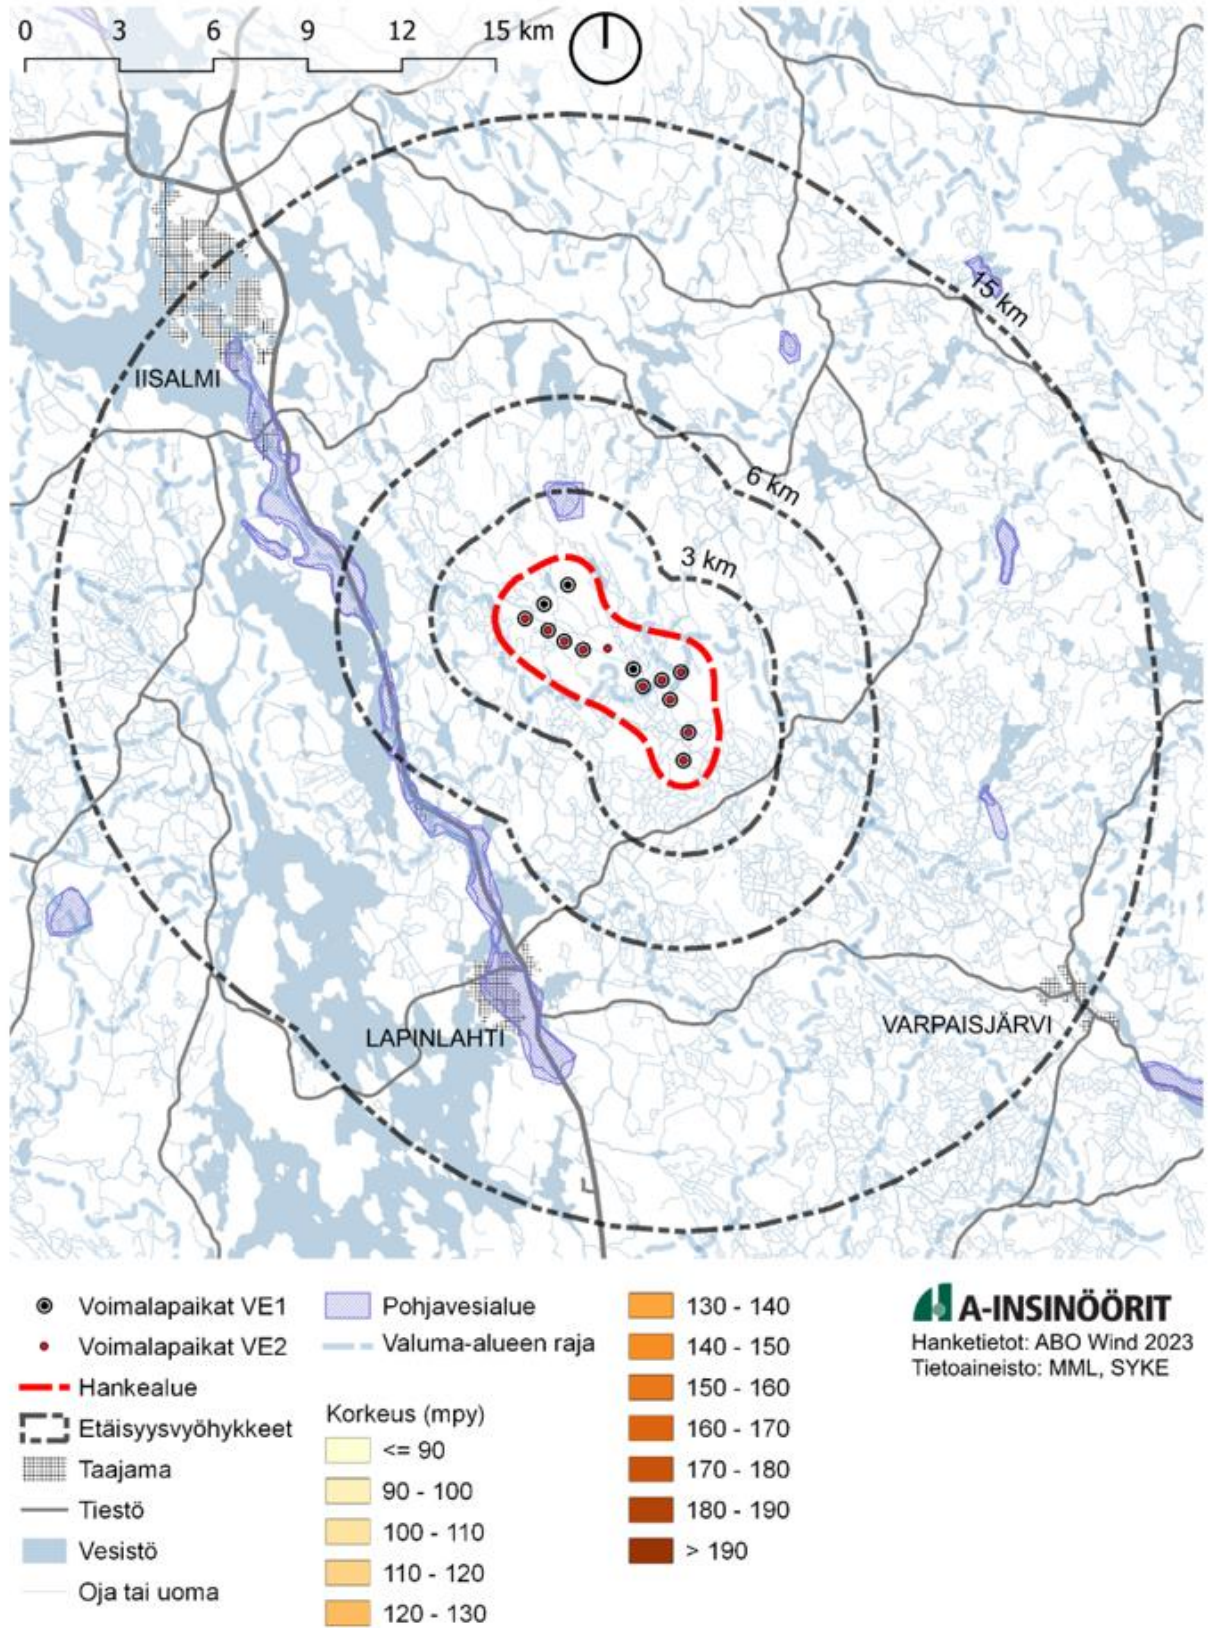 0 3 6 9 12 15 km
15 km
IISALMI
6 km
3 km
LAPINLAHTI
VARPAISJÄRVI
Voimalapaikat VE1
Voimalapaikat VE2
Hankealue
Etäisyysvyöhykkeet
Taajama
Tiestö
Vesistö
Oja tai uoma
Pohjavesialue
Valuma-alueen raja
Korkeus (mpy)
<= 90
90 - 100
100 - 110
110 - 120
120 - 130
130 - 140
140 - 150
150 - 160
160 - 170
170 - 180
180 - 190
> 190
A-INSINÖÖRIT
Hanketiedot: ABO Wind 2023
Tietoaineisto: MML, SYKE